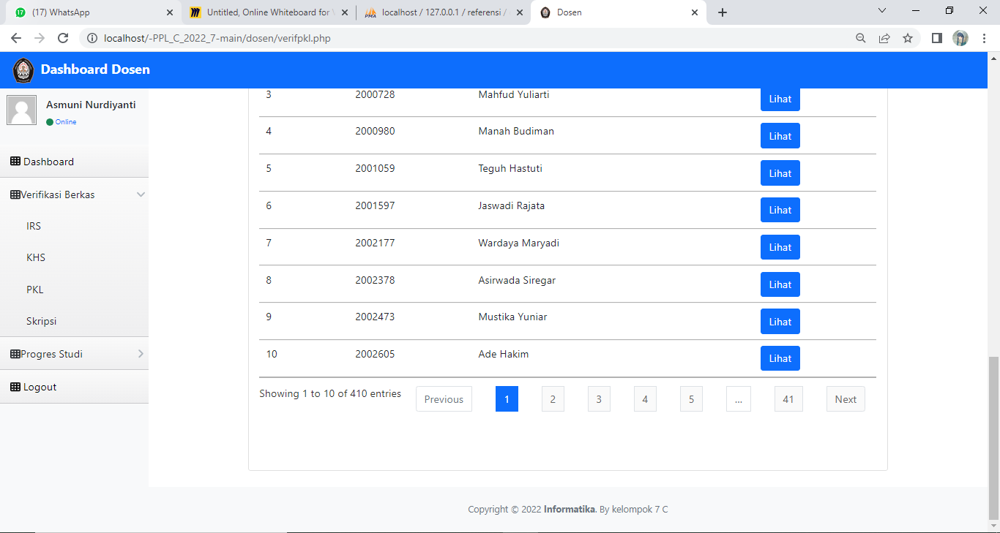 (17) WhatsApp
Untitled, Online Whiteboard for
localhost / 127.0.0.1 / referensi /
Dosen
localhost/-PPL_C_2022_7-main/dosen/verifpkl.php
Dashboard Dosen
Asmuni Nurdiyanti
Online
Dashboard
Verifikasi Berkas
IRS
KHS
PKL
Skripsi
Progres Studi
Logout
3 2000728 Mahfud Yuliarti Lihat
4 2000980 Manah Budiman Lihat
5 2001059 Teguh Hastuti Lihat
6 2001597 Jaswadi Rajata Lihat
7 2002177 Wardaya Maryadi Lihat
8 2002378 Asirwada Siregar Lihat
9 2002473 Mustika Yuniar Lihat
10 2002605 Ade Hakim Lihat
Showing 1 to 10 of 410 entries Previous 1 2 3 4 5 ... 41 Next
Copyright © 2022 Informatika. By kelompok 7 C